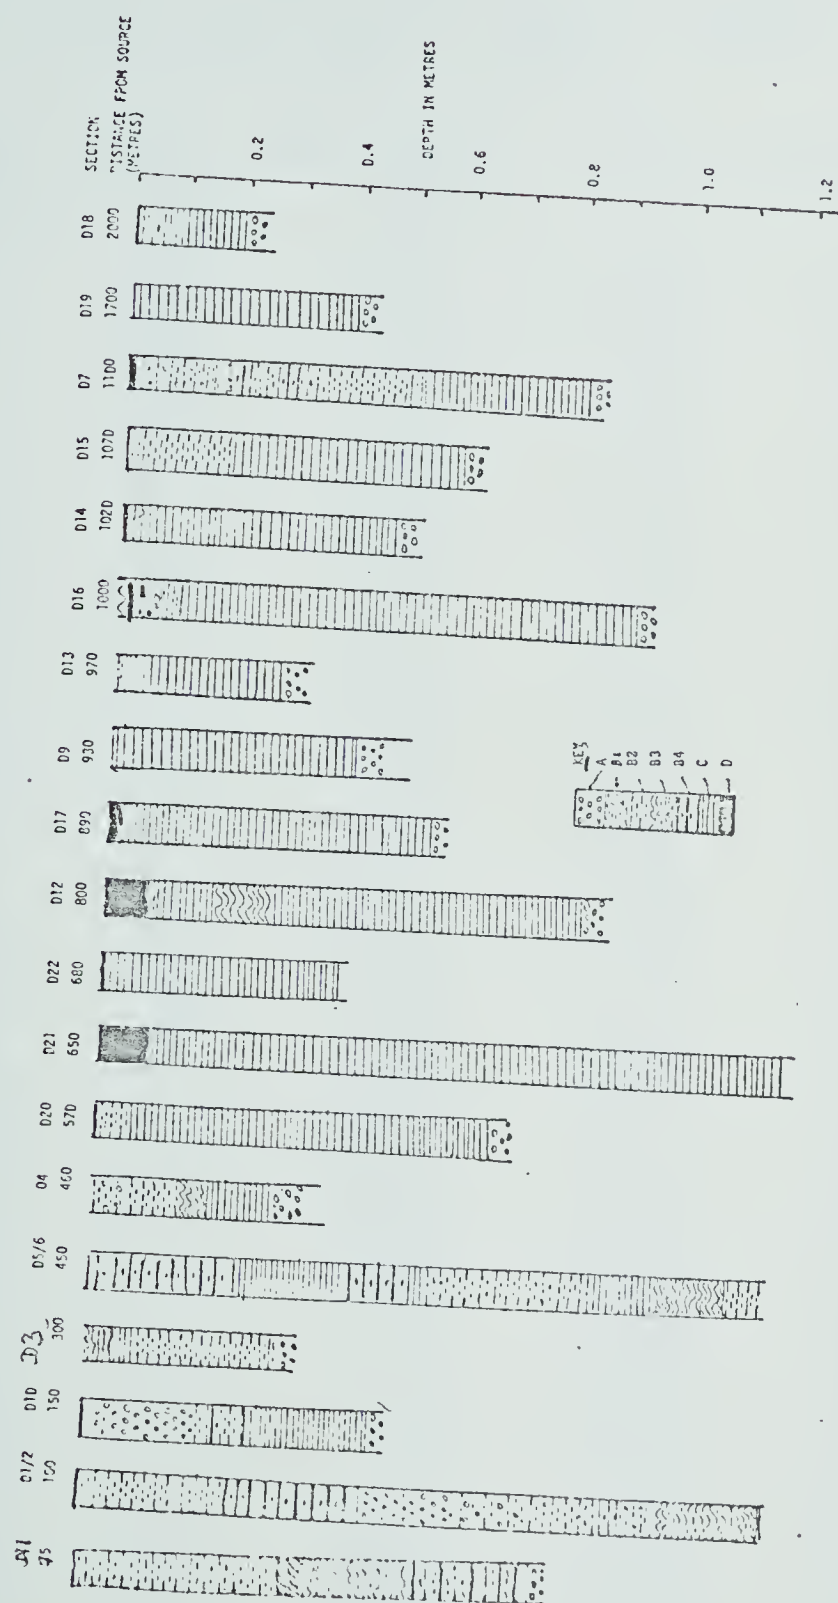 SECTION
DISTANCE FROM SOURCE
(METRES)
D11
75
D1/2
100
D10
150
D3
300
D5/6
450
D4
460
D20
570
D21
650
D22
680
D12
800
D17
890
D9
930
D13
970
D16
1000
D14
1020
D15
1070
D7
1100
D19
1700
D18
2000
0.2
0.4
0.6
0.8
1.0
1.2
DEPTH IN METRES
KEY
A
B1
B2
B3
B4
C
D